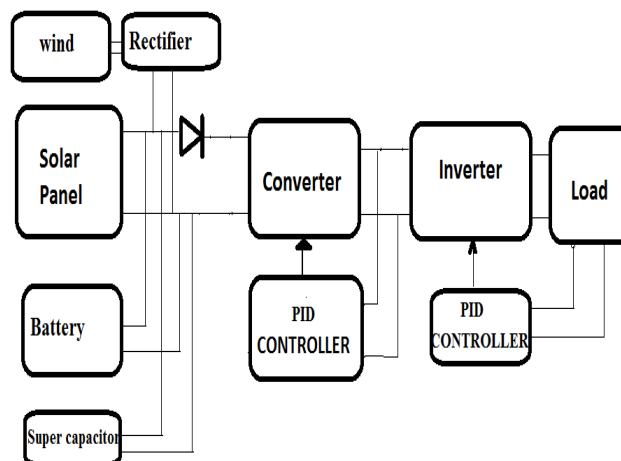 wind
Rectifier
Solar
Panel
Converter
Inverter
Load
Battery
PID
CONTROLLER
PID
CONTROLLER
Super capacitor